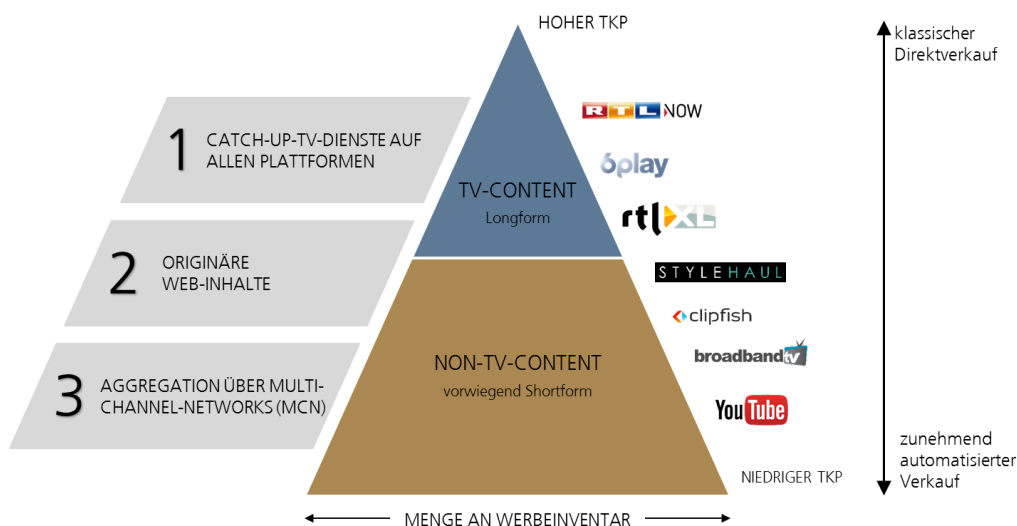 HOHER TKP
klassischer
Direktverkauf
1
CATCH-UP-TV-DIENSTE AUF
ALLEN PLATTFORMEN
RTL NOW
6play
TV-CONTENT
Longform
rtl XL
2
ORIGINÄRE
WEB-INHALTE
STYLEHAUL
clipfish
broadbandtv
NON-TV-CONTENT
vorwiegend Shortform
3
AGGREGATION ÜBER MULTI-
CHANNEL-NETWORKS (MCN)
YouTube
zunehmend
automatisierter
Verkauf
NIEDRIGER TKP
MENGE AN WERBEINVENTAR